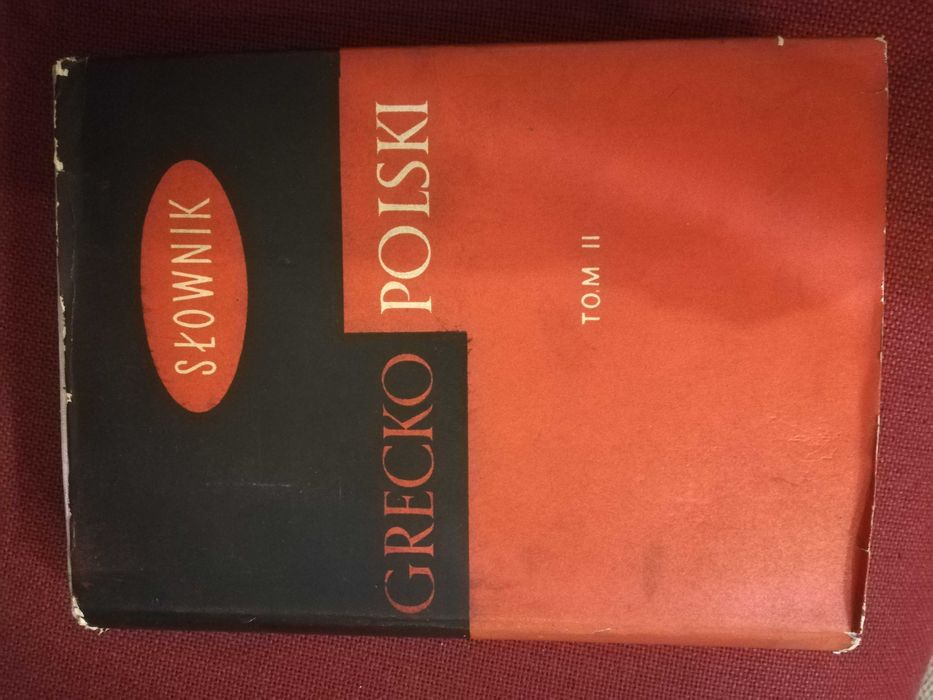 SŁOWNIK
GRECKO POLSKI
TOM II